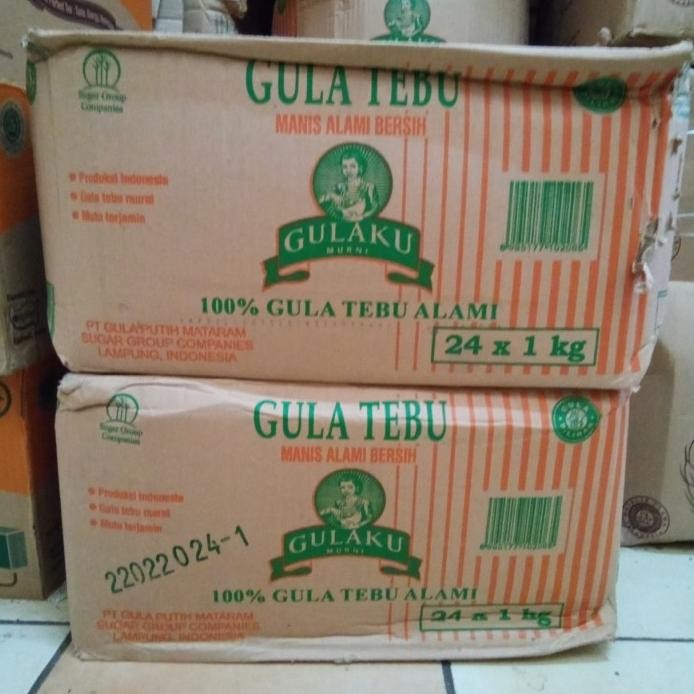 Sugar Group
Companies
GULA TEBU
MANIS ALAMI BERSIH
• Produksi Indonesia
• Gula tebu murni
• Mutu terjamin
GULAKU
MURNI
100% GULA TEBU ALAMI
PT GULA PUTIH MATARAM
SUGAR GROUP COMPANIES
LAMPUNG, INDONESIA
24 x 1 kg
Sugar Group
Companies
GULA TEBU
MANIS ALAMI BERSIH
GULA
PILIHAN
• Produksi Indonesia
• Gula tebu murni
• Mutu terjamin
GULAKU
MURNI
22022024-1
100% GULA TEBU ALAMI
PT GULA PUTIH MATARAM
SUGAR GROUP COMPANIES
LAMPUNG, INDONESIA
24 x 1 kg